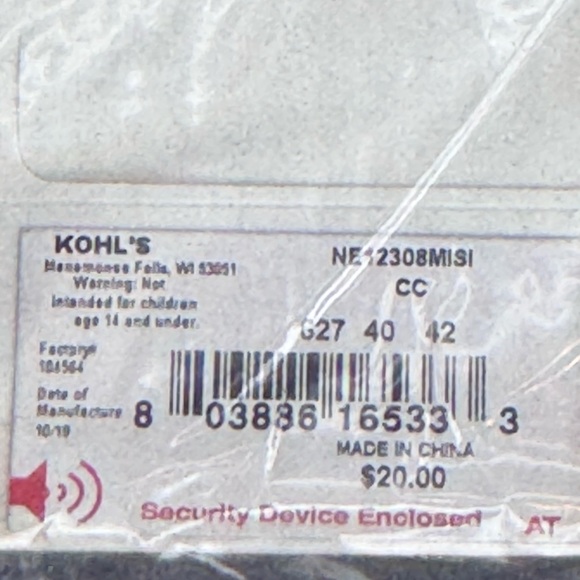 KOHL'S
Menomonee Falls, WI 53051
Warning: Not
Intended for children
age 14 and under.
Factory#
104564
Date of
Manufacture
10/19
NE12308MISI
CC
627 40 42
8 03886 16533 3
MADE IN CHINA
$20.00
Security Device Enclosed
AT